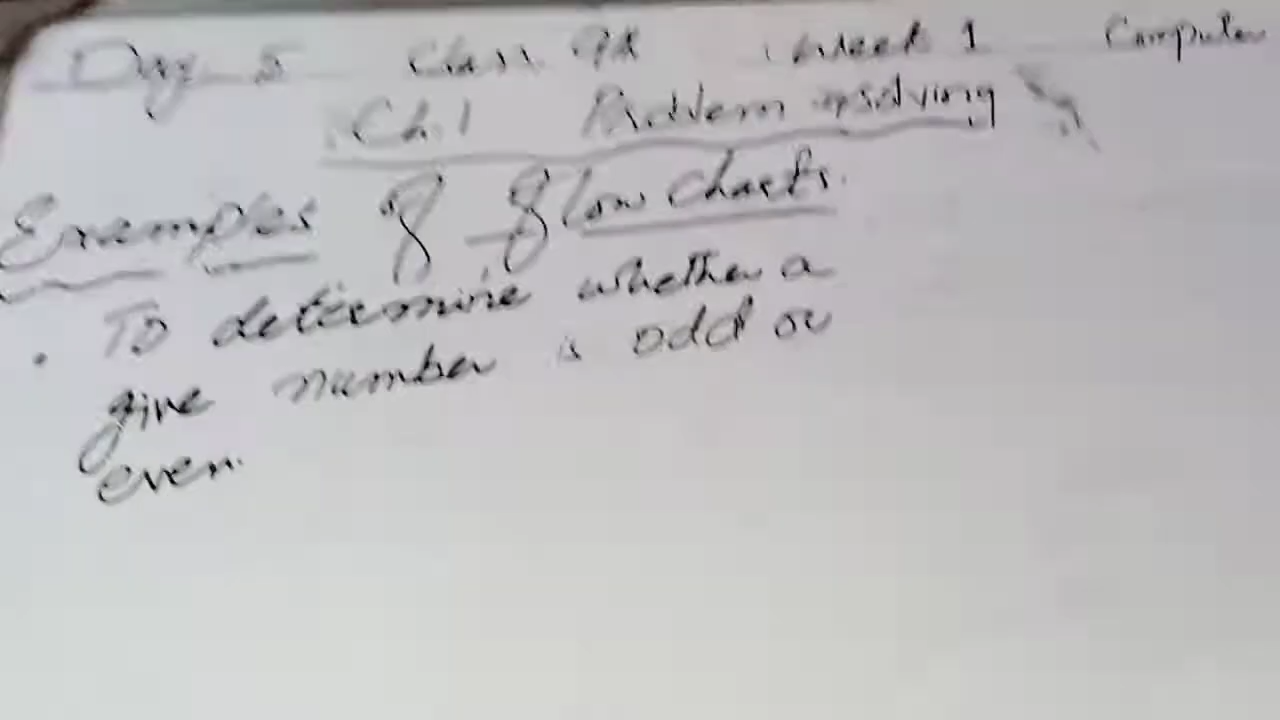 Day 5 Class 9th Week 1 Computer
Ch.1 Problem solving
Examples of flow charts.
• To determine whether a
give number is odd or
even.